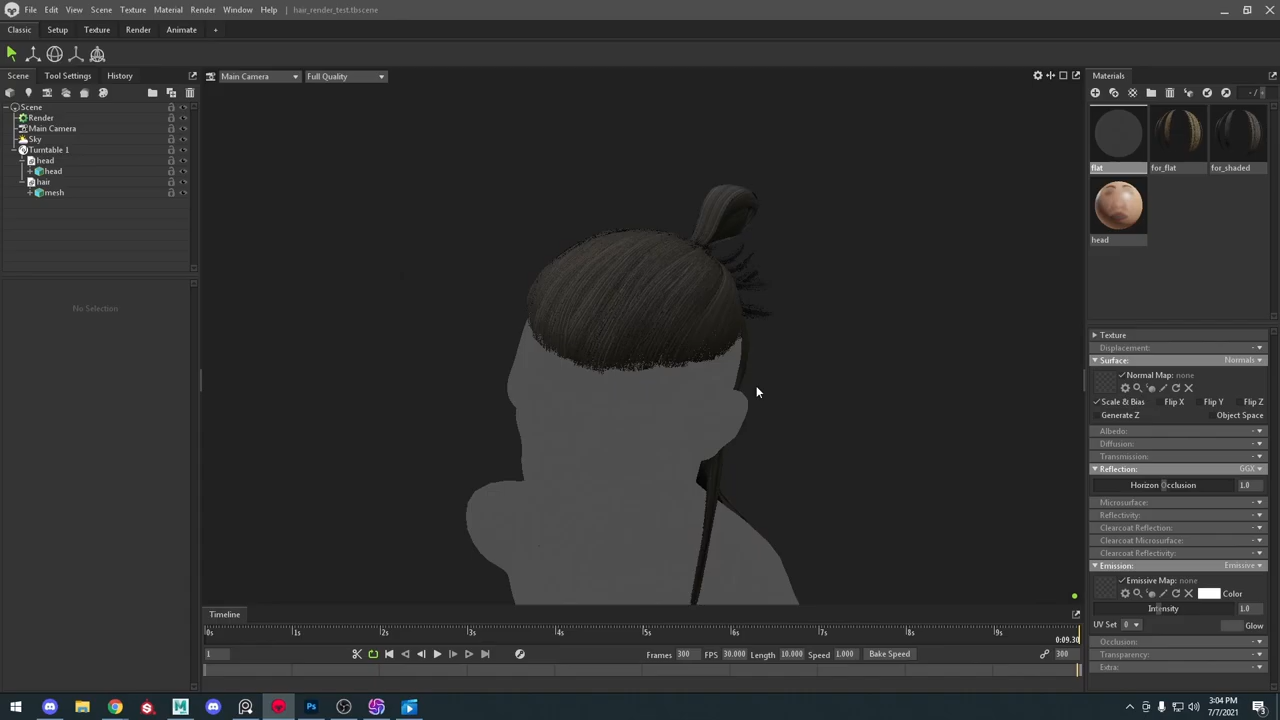 File Edit View Scene Texture Material Render Window Help hair_render_test.tbscene
Classic Setup Texture Render Animate +
Scene Tool Settings History
Main Camera Full Quality
Materials
Scene
Render
Main Camera
Sky
Turntable 1
head
head
hair
mesh
No Selection
- /
flat for_flat for_shaded
head
Texture
Displacement: -
Surface: Normals
Normal Map: none
Scale & Bias Flip X Flip Y Flip Z
Generate Z Object Space
Albedo: -
Diffusion: -
Transmission: -
Reflection: GGX
Horizon Occlusion 1.0
Microsurface: -
Reflectivity: -
Clearcoat Reflection: -
Clearcoat Microsurface: -
Clearcoat Reflectivity: -
Emission: Emissive
Emissive Map: none
Color
Intensity 1.0
UV Set 0 Glow
Occlusion: -
Transparency: -
Extra: -
Timeline
0s 1s 2s 3s 4s 5s 6s 7s 8s 9s
0:09.30
1 Frames 300 FPS 30.000 Length 10.000 Speed 1.000 Bake Speed 300
3:04 PM
7/7/2021